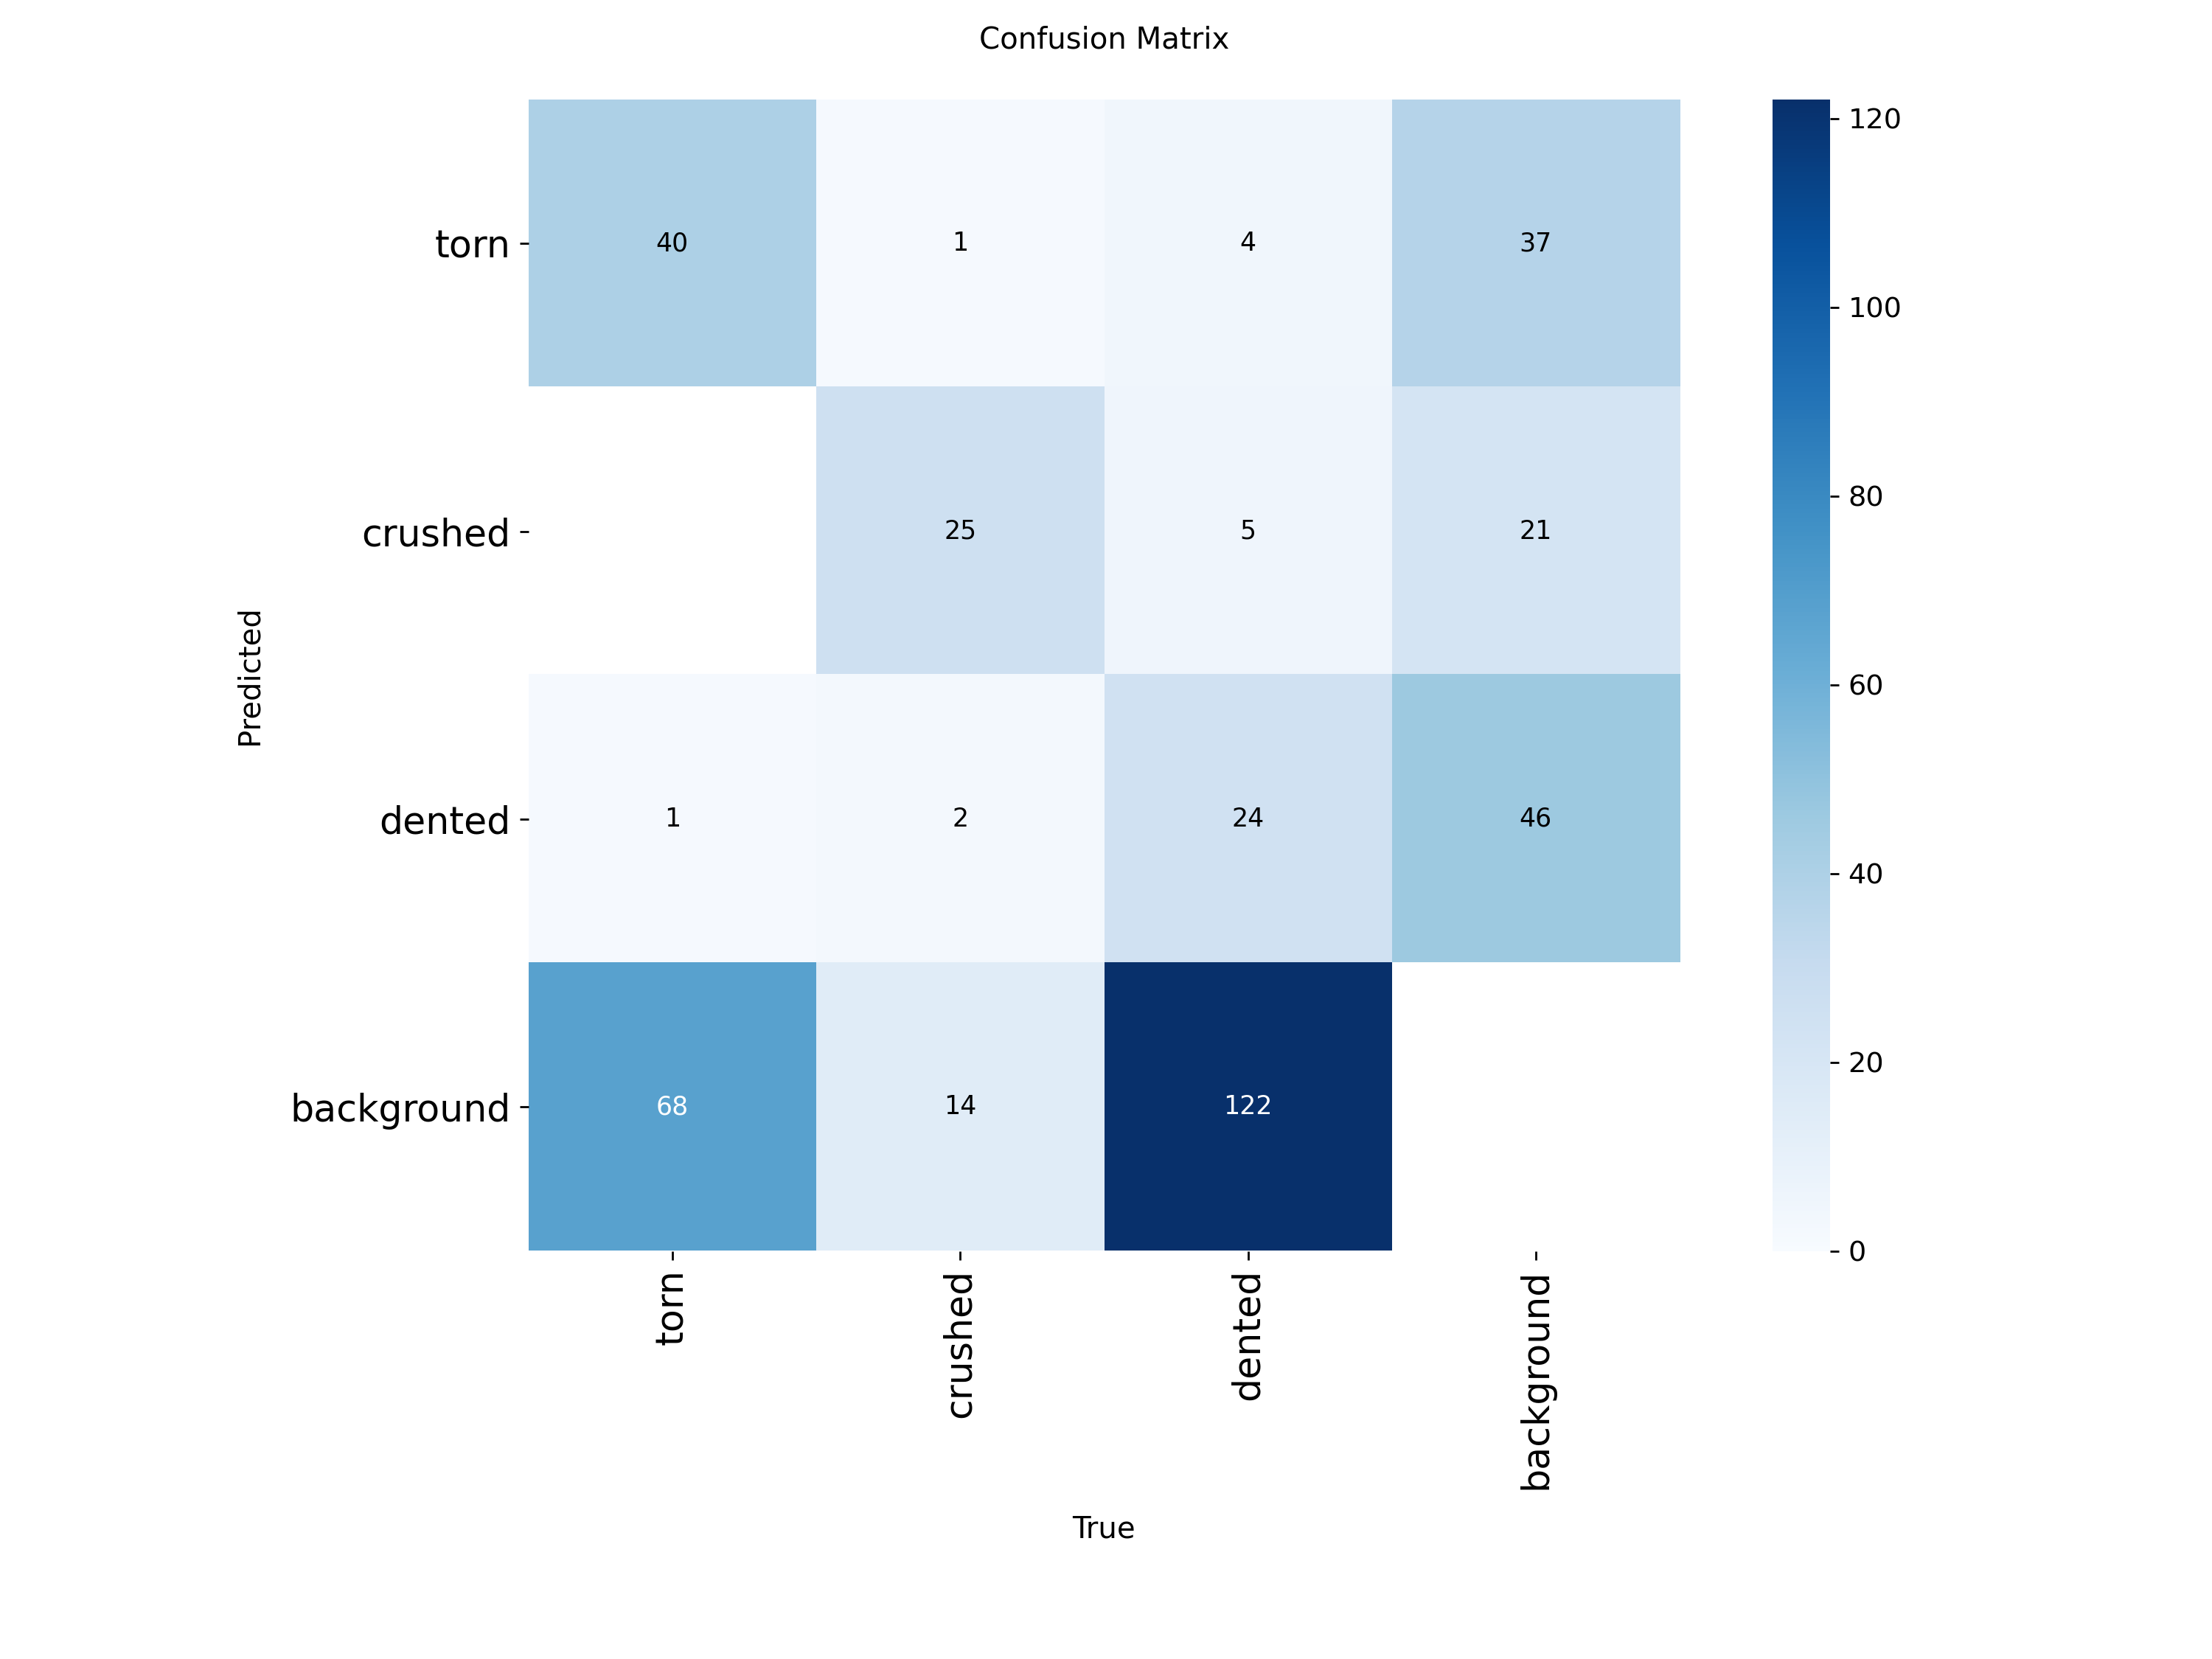 Confusion Matrix
Predicted
torn
crushed
dented
background
40 1 4 37
25 5 21
1 2 24 46
68 14 122
torn
crushed
dented
background
True
120
100
80
60
40
20
0